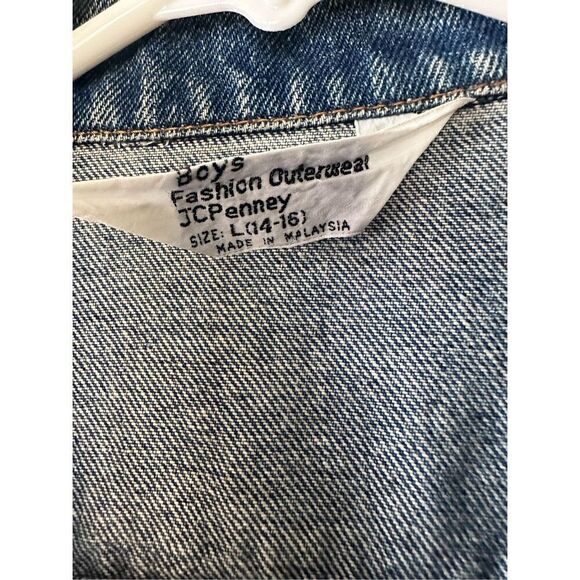 Boys
Fashion Outerwear
JCPenney
SIZE: L(14-16)
MADE IN MALAYSIA